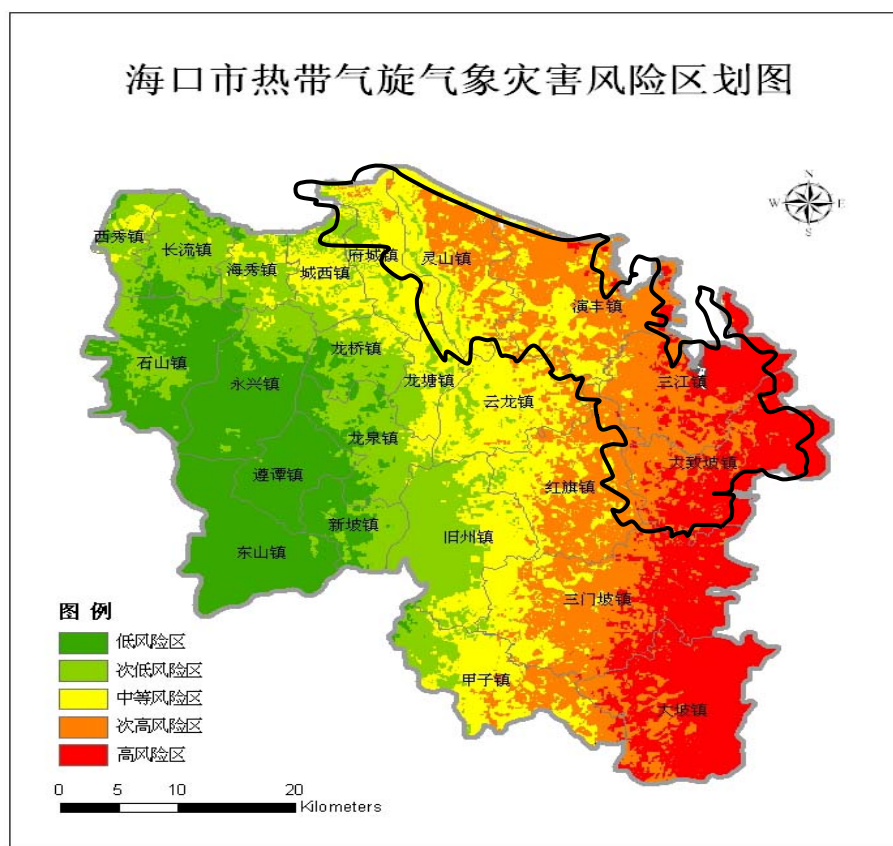 海口市热带气旋气象灾害风险区划图
N
W E
S
西秀镇
长流镇
海秀镇
城西镇
府城镇
灵山镇
演丰镇
石山镇
永兴镇
龙桥镇
龙塘镇
云龙镇
三江镇
龙泉镇
遵谭镇
红旗镇
大致坡镇
新坡镇
旧州镇
东山镇
三门坡镇
甲子镇
大坡镇
图 例
低风险区
次低风险区
中等风险区
次高风险区
高风险区
0 5 10 20
Kilometers